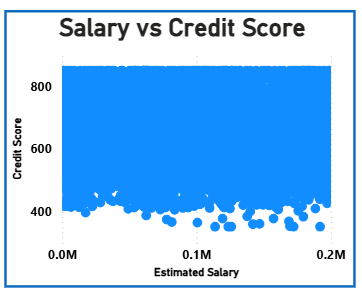 Salary vs Credit Score
800
600
400
Credit Score
0.0M 0.1M 0.2M
Estimated Salary